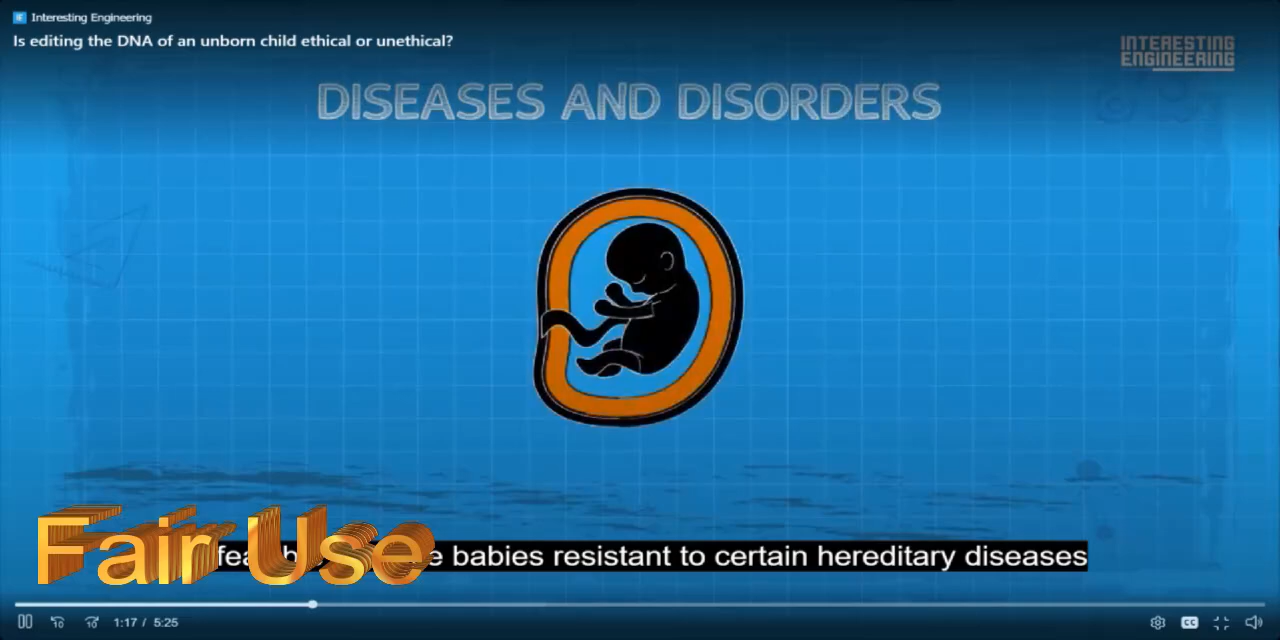 Interesting Engineering
Is editing the DNA of an unborn child ethical or unethical?
INTERESTING
ENGINEERING
DISEASES AND DISORDERS
Fair Use
babies resistant to certain hereditary diseases
1:17 / 5:25
CC